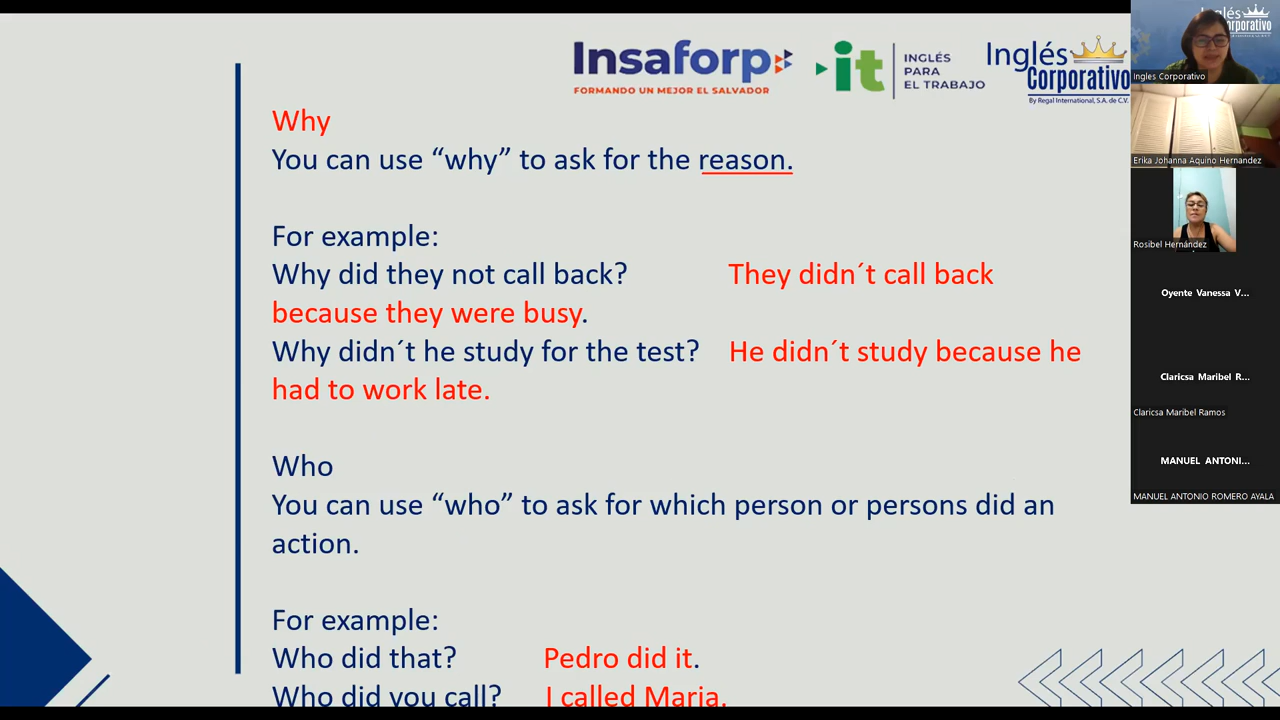 Insaforp
FORMANDO UN MEJOR EL SALVADOR
it
INGLÉS
PARA
EL TRABAJO
Inglés
Corporativo
By Regal International, S.A. de C.V.
Why
You can use “why” to ask for the reason.
For example:
Why did they not call back? They didn´t call back
because they were busy.
Why didn´t he study for the test? He didn´t study because he
had to work late.
Who
You can use “who” to ask for which person or persons did an
action.
For example:
Who did that? Pedro did it.
Who did you call? I called Maria.
Ingles Corporativo
Erika Johanna Aquino Hernandez
Rosibel Hernández
Oyente Vanessa V...
Claricsa Maribel R...
Claricsa Maribel Ramos
MANUEL ANTONI...
MANUEL ANTONIO ROMERO AYALA